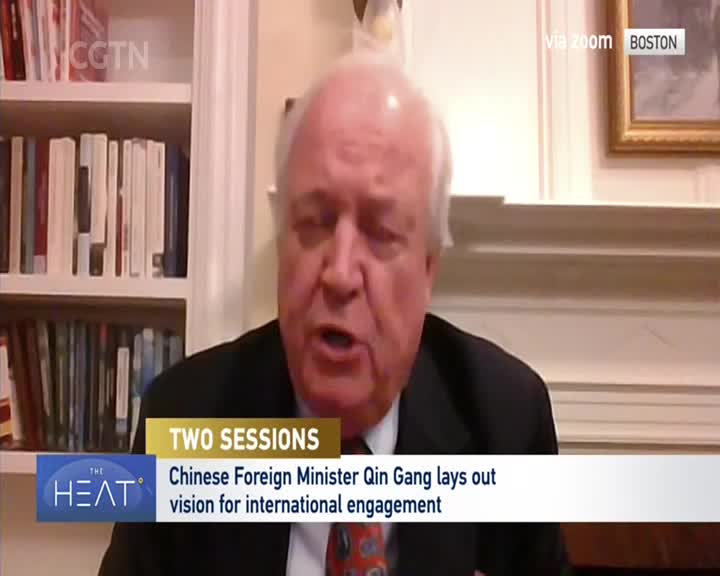 CGTN
via zoom
BOSTON
TWO SESSIONS
THE
HEAT
Chinese Foreign Minister Qin Gang lays out
vision for international engagement